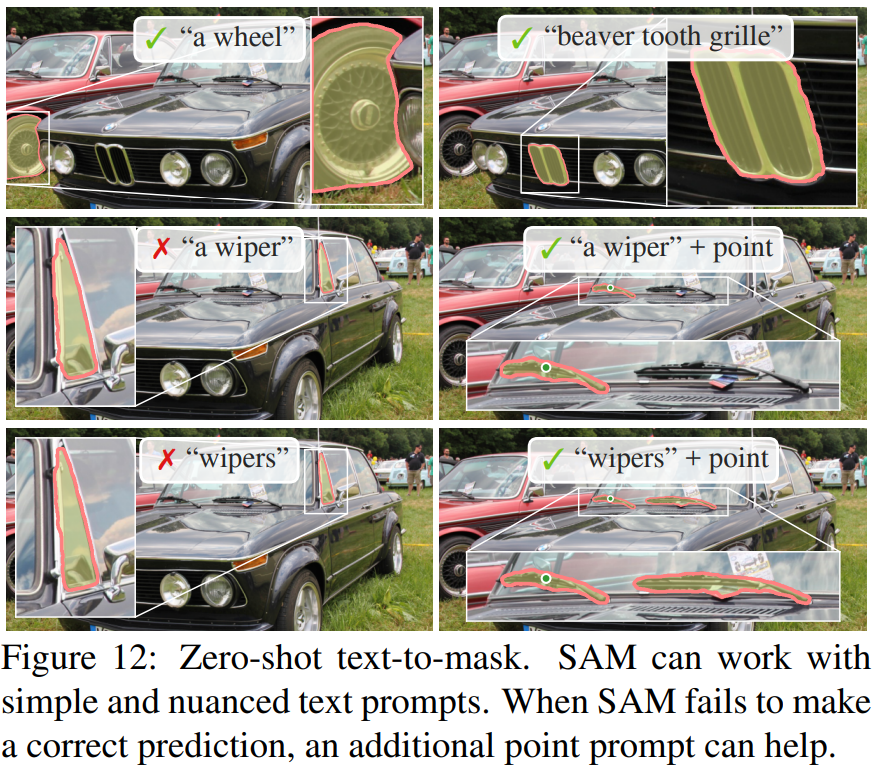 ✓ “a wheel”
✓ “beaver tooth grille”
✗ “a wiper”
✓ “a wiper” + point
✗ “wipers”
✓ “wipers” + point
Figure 12: Zero-shot text-to-mask. SAM can work with
simple and nuanced text prompts. When SAM fails to make
a correct prediction, an additional point prompt can help.